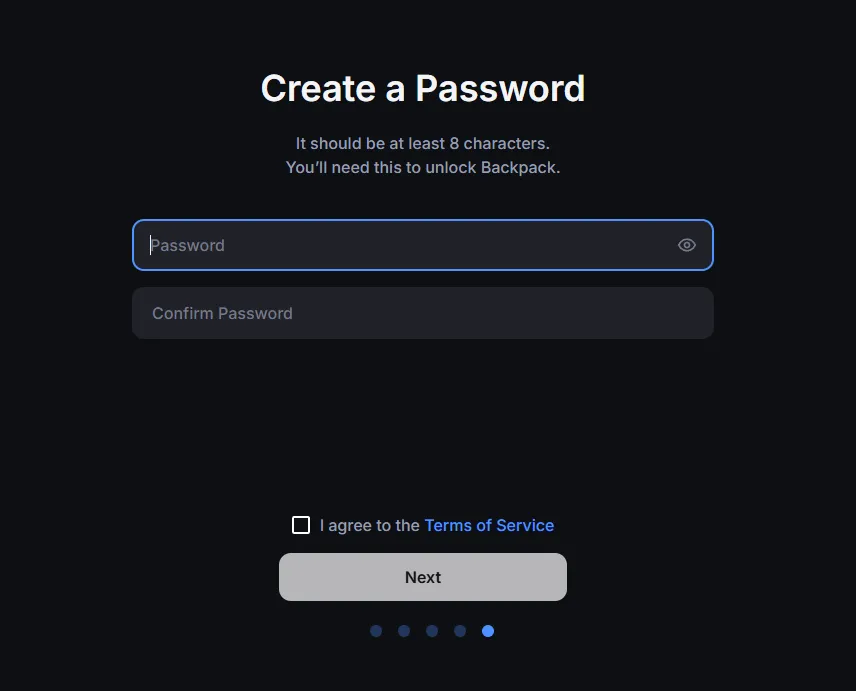 Create a Password
It should be at least 8 characters.
You’ll need this to unlock Backpack.
Password
Confirm Password
I agree to the Terms of Service
Next